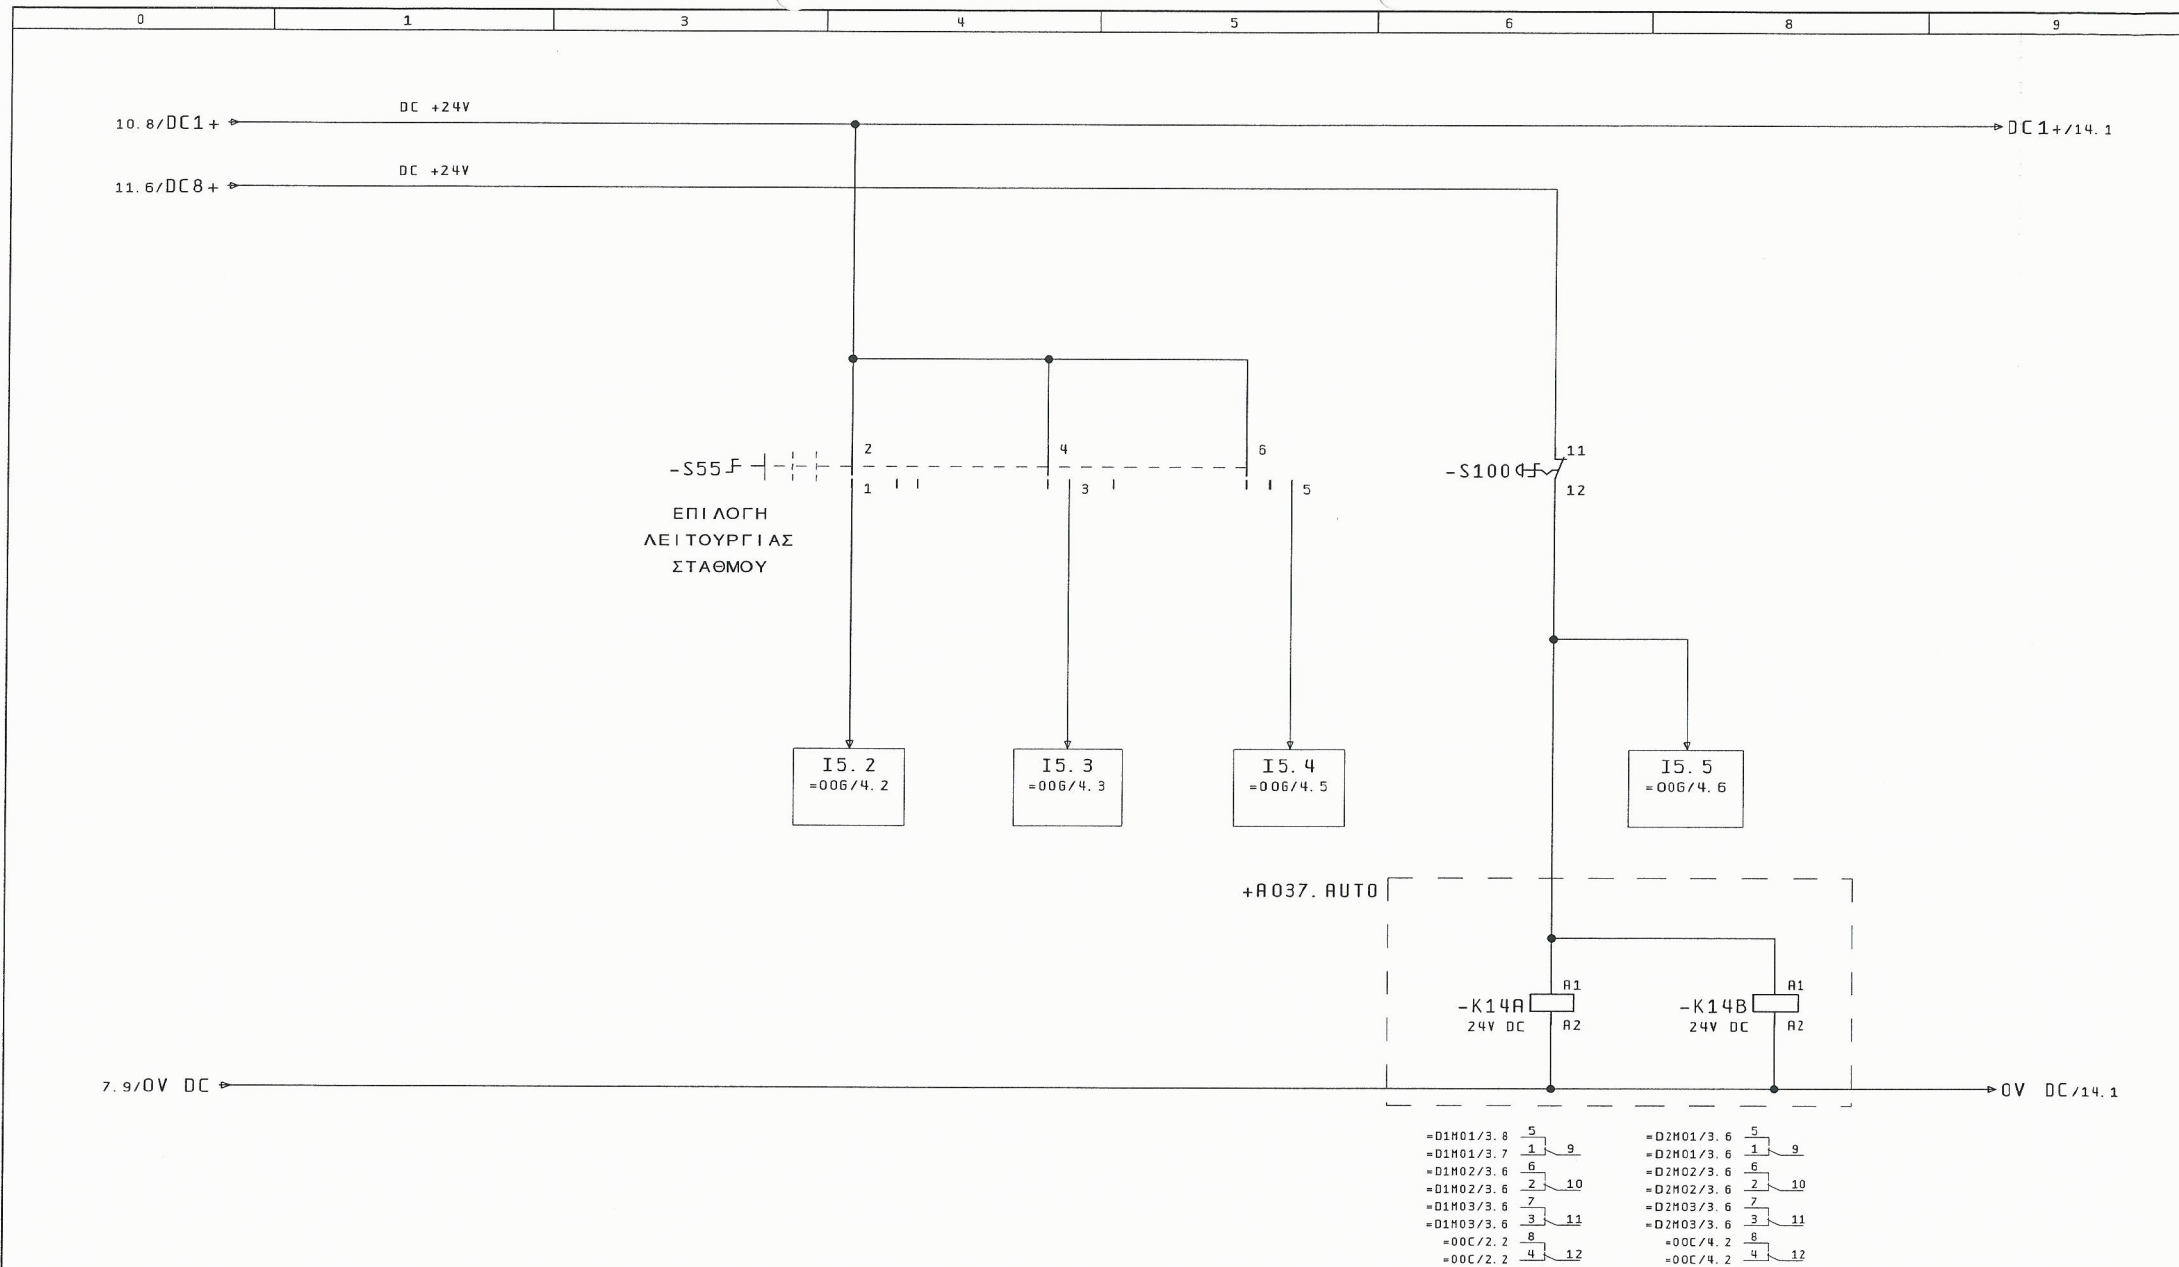 0 1 3 4 5 6 8 9
DC +24V
10.8/DC1+
DC1+/14.1
DC +24V
11.6/DC8+
2 4 6
-S55
1 3 5
11
-S100
12
ΕΠΙΛΟΓΗ
ΛΕΙΤΟΥΡΓΙΑΣ
ΣΤΑΘΜΟΥ
I5.2
=00G/4.2
I5.3
=00G/4.3
I5.4
=00G/4.5
I5.5
=00G/4.6
+A037.AUTO
A1
-K14A
24V DC
A2
A1
-K14B
24V DC
A2
7.9/0V DC
0V DC/14.1
=D1M01/3.8 5
=D1M01/3.7 1 9
=D1M02/3.6 6
=D1M02/3.6 2 10
=D1M03/3.6 7
=D1M03/3.6 3 11
=00C/2.2 8
=00C/2.2 4 12
=D2M01/3.6 5
=D2M01/3.6 1 9
=D2M02/3.6 6
=D2M02/3.6 2 10
=D2M03/3.6 7
=D2M03/3.6 3 11
=00C/4.2 8
=00C/4.2 4 12